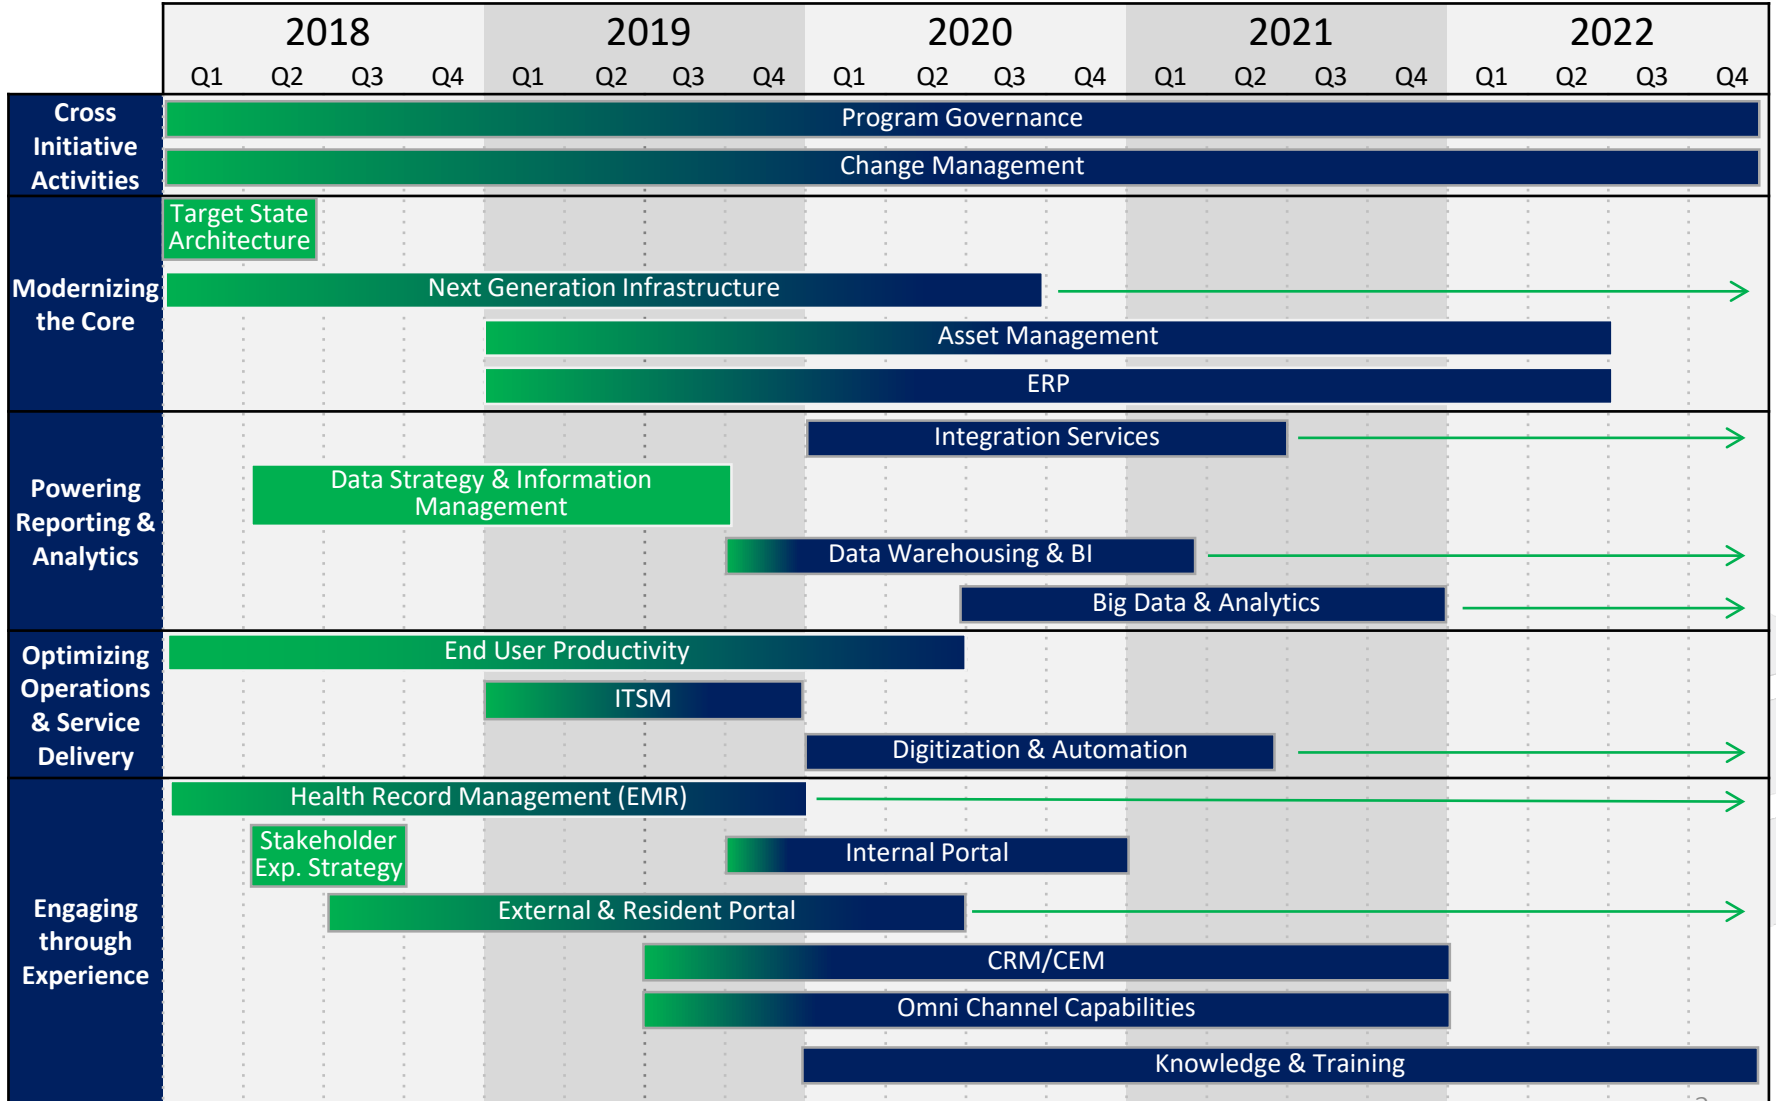 2018 2019 2020 2021 2022
Q1 Q2 Q3 Q4 Q1 Q2 Q3 Q4 Q1 Q2 Q3 Q4 Q1 Q2 Q3 Q4 Q1 Q2 Q3 Q4
Cross
Initiative
Activities
Program Governance
Change Management
Modernizing
the Core
Target State
Architecture
Next Generation Infrastructure
Asset Management
ERP
Powering
Reporting &
Analytics
Integration Services
Data Strategy & Information
Management
Data Warehousing & BI
Big Data & Analytics
Optimizing
Operations
& Service
Delivery
End User Productivity
ITSM
Digitization & Automation
Engaging
through
Experience
Health Record Management (EMR)
Stakeholder
Exp. Strategy
Internal Portal
External & Resident Portal
CRM/CEM
Omni Channel Capabilities
Knowledge & Training